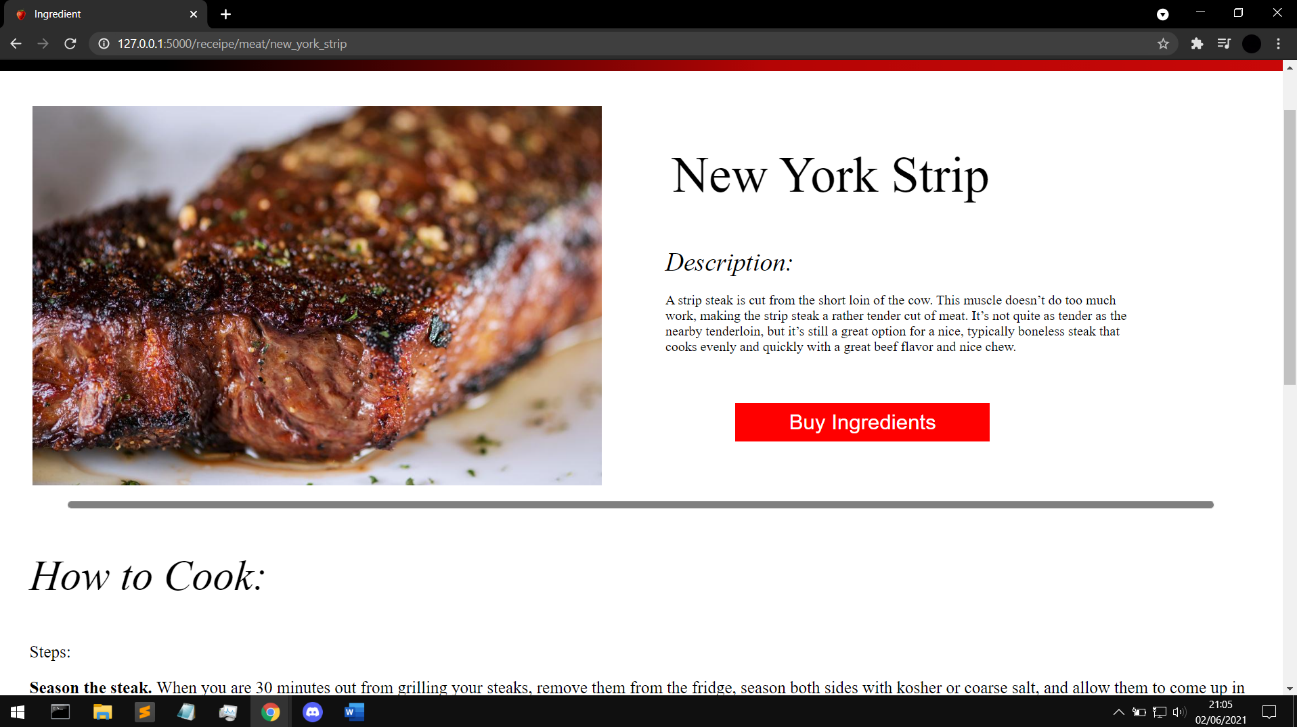 Ingredient
127.0.0.1:5000/receipe/meat/new_york_strip
New York Strip
Description:
A strip steak is cut from the short loin of the cow. This muscle doesn’t do too much
work, making the strip steak a rather tender cut of meat. It’s not quite as tender as the
nearby tenderloin, but it’s still a great option for a nice, typically boneless steak that
cooks evenly and quickly with a great beef flavor and nice chew.
Buy Ingredients
How to Cook:
Steps:
Season the steak. When you are 30 minutes out from grilling your steaks, remove them from the fridge, season both sides with kosher or coarse salt, and allow them to come up in
21:05
02/06/2021